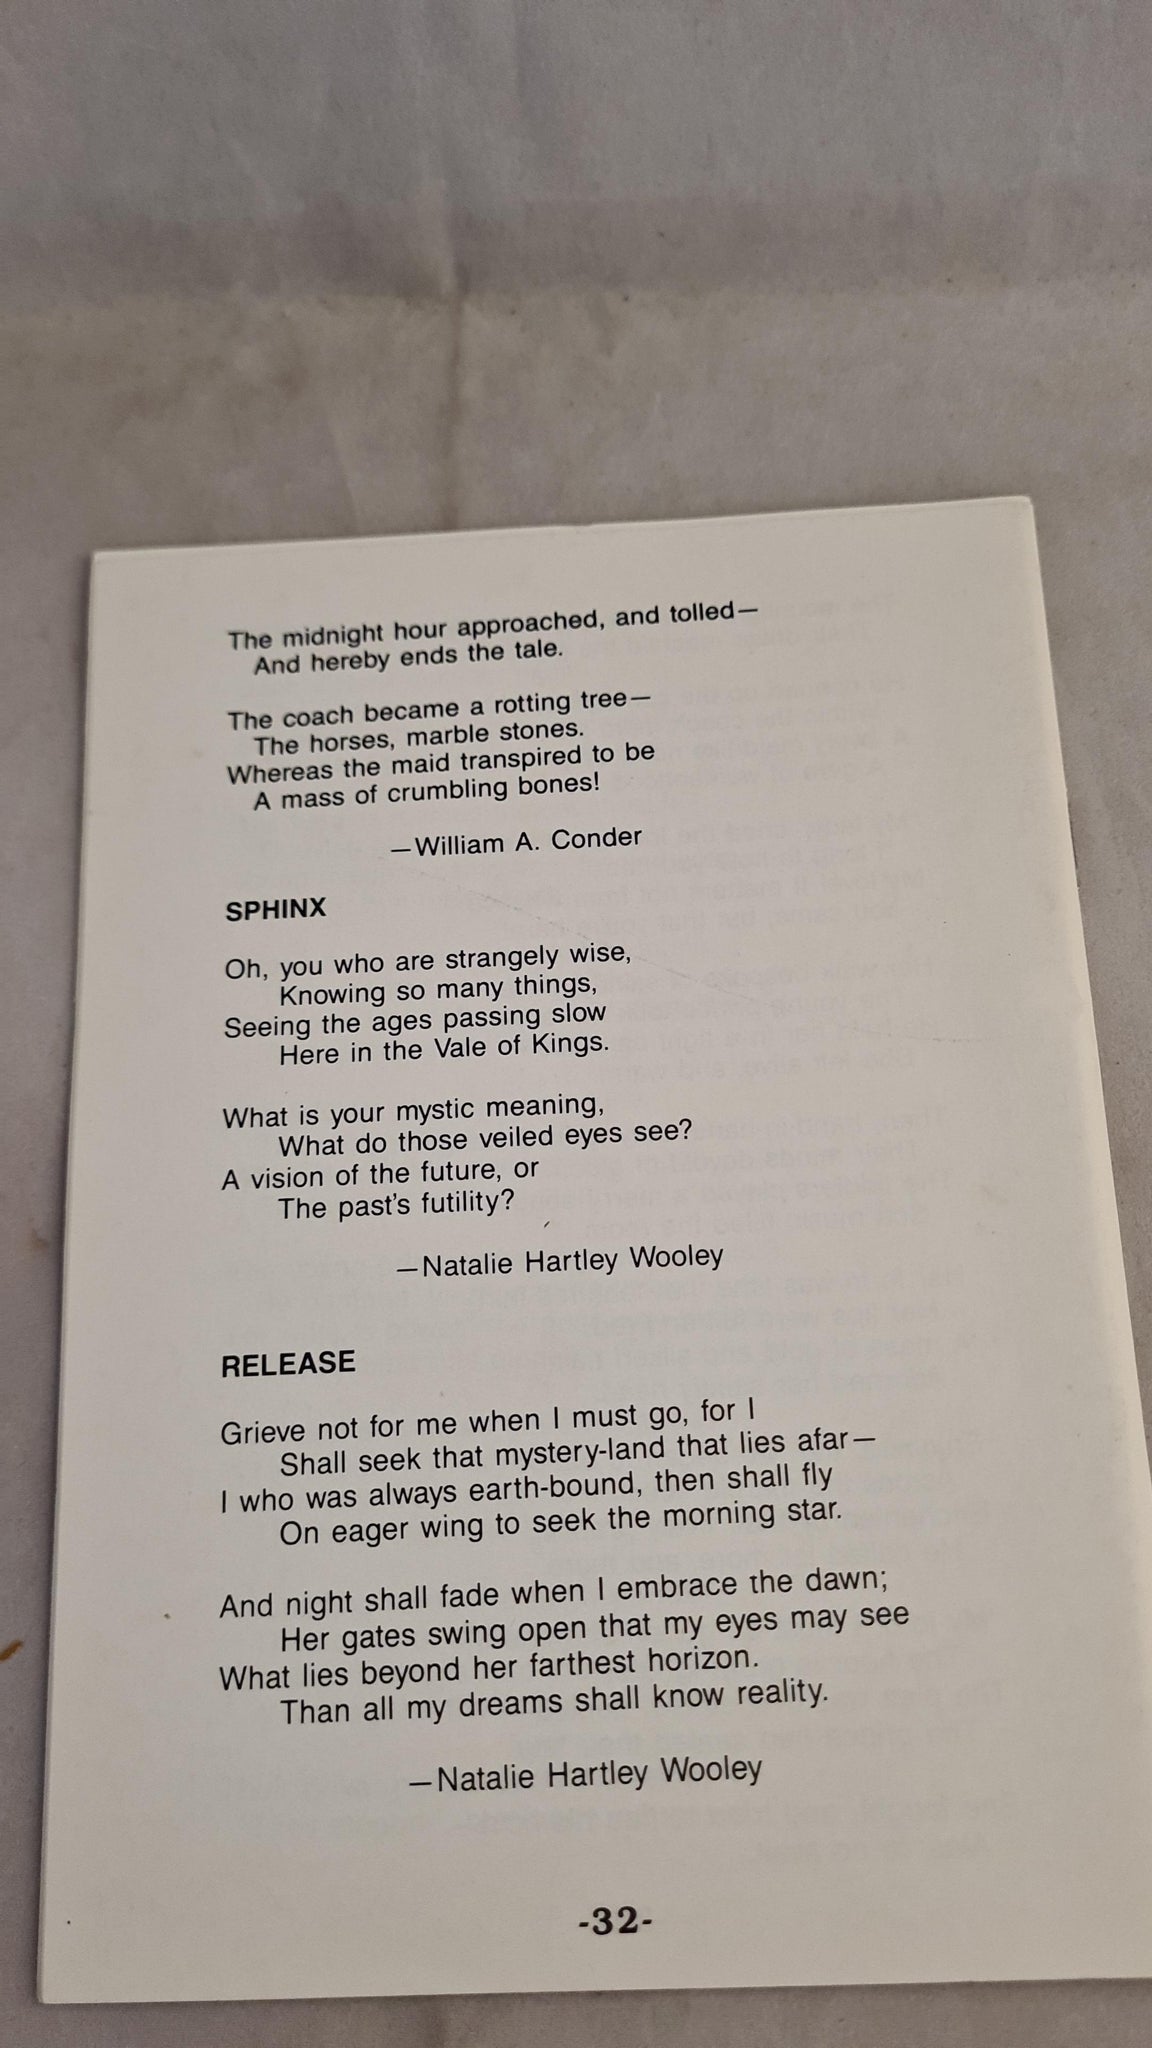 The midnight hour approached, and tolled—
And hereby ends the tale.
The coach became a rotting tree—
The horses, marble stones.
Whereas the maid transpired to be
A mass of crumbling bones!
—William A. Conder
SPHINX
Oh, you who are strangely wise,
Knowing so many things,
Seeing the ages passing slow
Here in the Vale of Kings.
What is your mystic meaning,
What do those veiled eyes see?
A vision of the future, or
The past's futility?
—Natalie Hartley Wooley
RELEASE
Grieve not for me when I must go, for I
Shall seek that mystery-land that lies afar—
I who was always earth-bound, then shall fly
On eager wing to seek the morning star.
And night shall fade when I embrace the dawn;
Her gates swing open that my eyes may see
What lies beyond her farthest horizon.
Than all my dreams shall know reality.
—Natalie Hartley Wooley
-32-